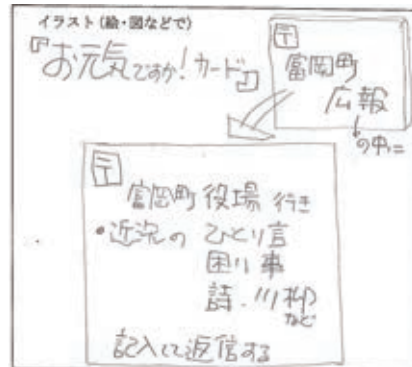 イラスト(絵・図などで)
『お元気ですか!カード』
〒
富岡町
広報
の中に
〒
富岡町役場 行き
•近況の ひとり言
困り事
詩.川柳
など
記入して返信する